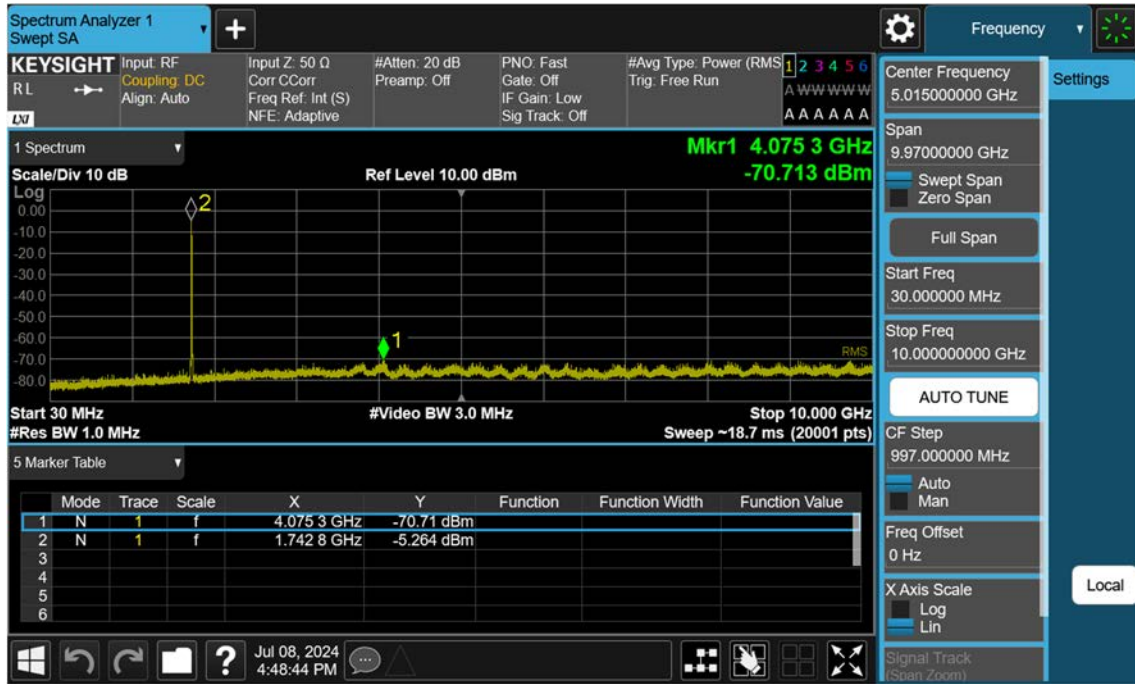 Spectrum Analyzer 1
Swept SA
+
Frequency
KEYSIGHT
R L
LXI
Input: RF
Coupling: DC
Align: Auto
Input Z: 50 Ω
Corr CCorr
Freq Ref: Int (S)
NFE: Adaptive
#Atten: 20 dB
Preamp: Off
PNO: Fast
Gate: Off
IF Gain: Low
Sig Track: Off
#Avg Type: Power (RMS
Trig: Free Run
1 2 3 4 5 6
A W W W W W
A A A A A A
1 Spectrum
Scale/Div 10 dB
Ref Level 10.00 dBm
Mkr1 4.075 3 GHz
-70.713 dBm
Log
0.00
-10.0
-20.0
-30.0
-40.0
-50.0
-60.0
-70.0
-80.0
2
1
RMS
Start 30 MHz
#Video BW 3.0 MHz
Stop 10.000 GHz
#Res BW 1.0 MHz
Sweep ~18.7 ms (20001 pts)
5 Marker Table
Mode Trace Scale X Y Function Function Width Function Value
1 N 1 f 4.075 3 GHz -70.71 dBm
2 N 1 f 1.742 8 GHz -5.264 dBm
3
4
5
6
?
Jul 08, 2024
4:48:44 PM
Center Frequency
5.015000000 GHz
Span
9.97000000 GHz
Swept Span
Zero Span
Full Span
Start Freq
30.000000 MHz
Stop Freq
10.000000000 GHz
AUTO TUNE
CF Step
997.000000 MHz
Auto
Man
Freq Offset
0 Hz
X Axis Scale
Log
Lin
Signal Track
(Span Zoom)
Settings
Local